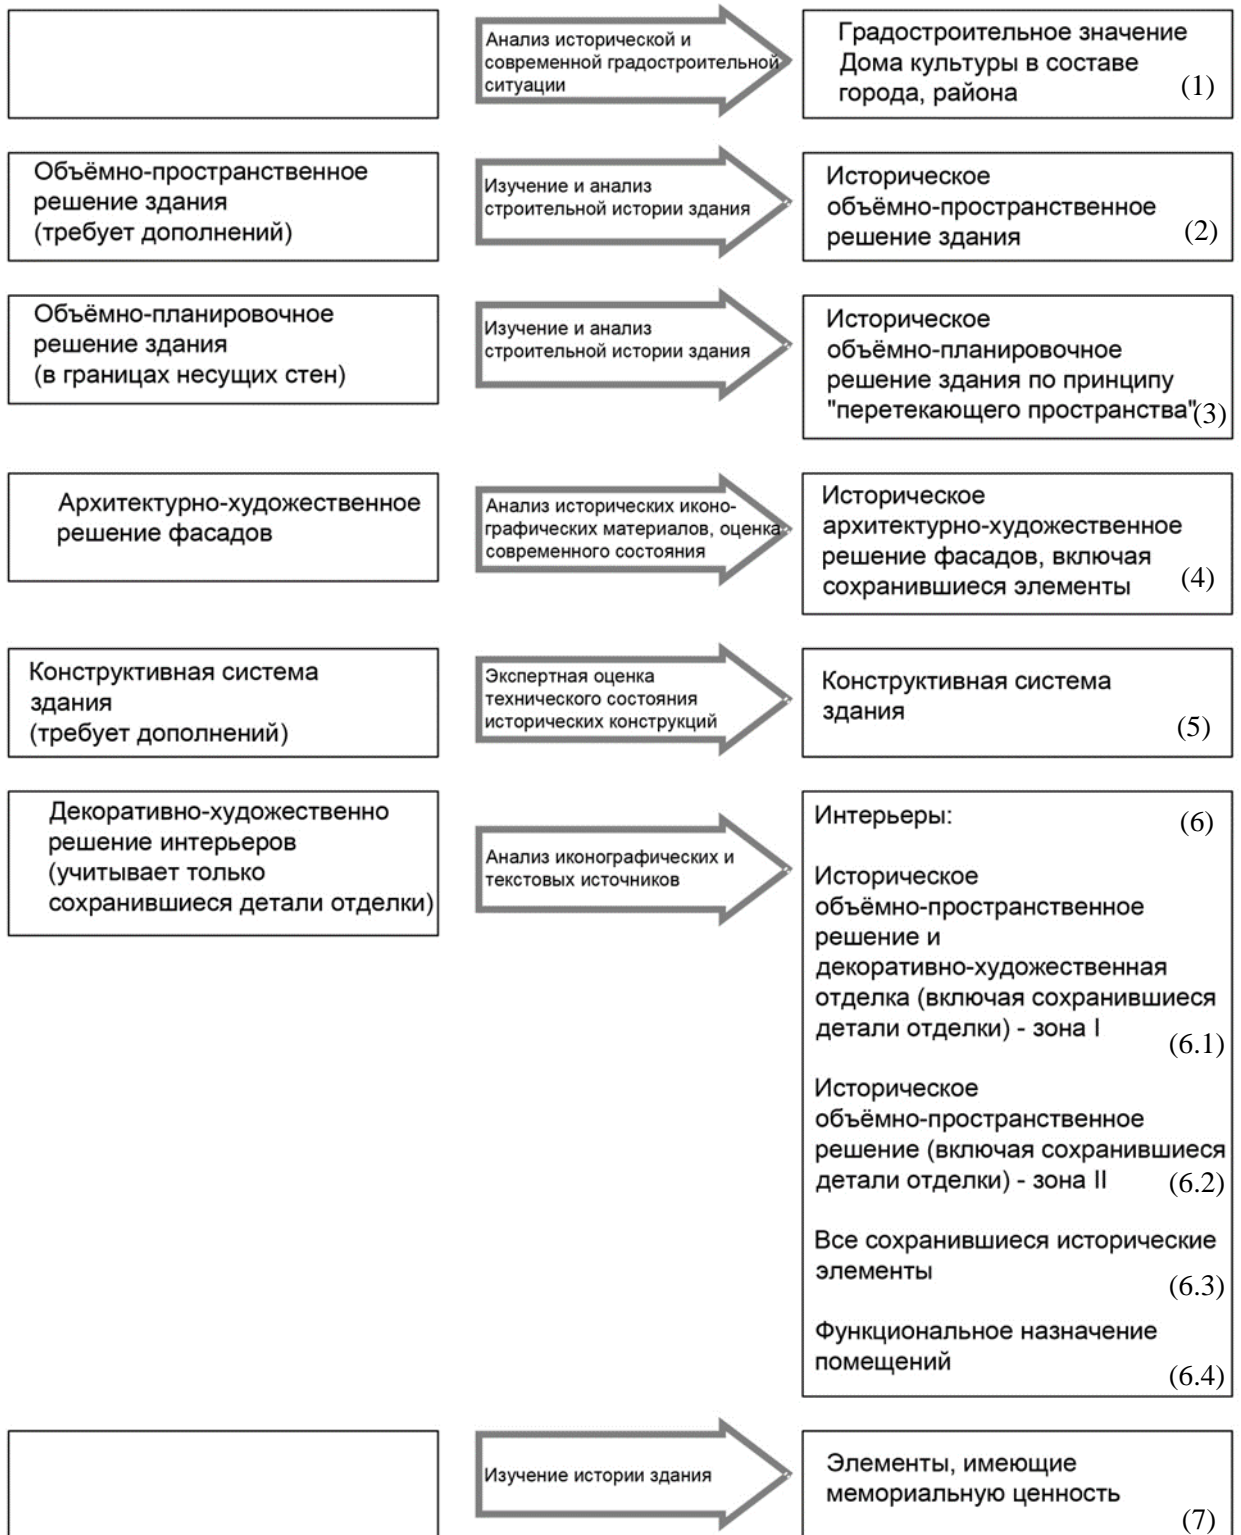 Анализ исторической и
современной градостроительной
ситуации
Градостроительное значение
Дома культуры в составе
города, района (1)
Объёмно-пространственное
решение здания
(требует дополнений)
Изучение и анализ
строительной истории здания
Историческое
объёмно-пространственное
решение здания (2)
Объёмно-планировочное
решение здания
(в границах несущих стен)
Изучение и анализ
строительной истории здания
Историческое
объёмно-планировочное
решение здания по принципу
"перетекающего пространства" (3)
Архитектурно-художественное
решение фасадов
Анализ исторических иконо-
графических материалов, оценка
современного состояния
Историческое
архитектурно-художественное
решение фасадов, включая
сохранившиеся элементы (4)
Конструктивная система
здания
(требует дополнений)
Экспертная оценка
технического состояния
исторических конструкций
Конструктивная система
здания (5)
Декоративно-художественно
решение интерьеров
(учитывает только
сохранившиеся детали отделки)
Анализ иконографических и
текстовых источников
Интерьеры: (6)
Историческое
объёмно-пространственное
решение и
декоративно-художественная
отделка (включая сохранившиеся
детали отделки) - зона I (6.1)
Историческое
объёмно-пространственное
решение (включая сохранившиеся
детали отделки) - зона II (6.2)
Все сохранившиеся исторические
элементы (6.3)
Функциональное назначение
помещений (6.4)
Изучение истории здания
Элементы, имеющие
мемориальную ценность (7)